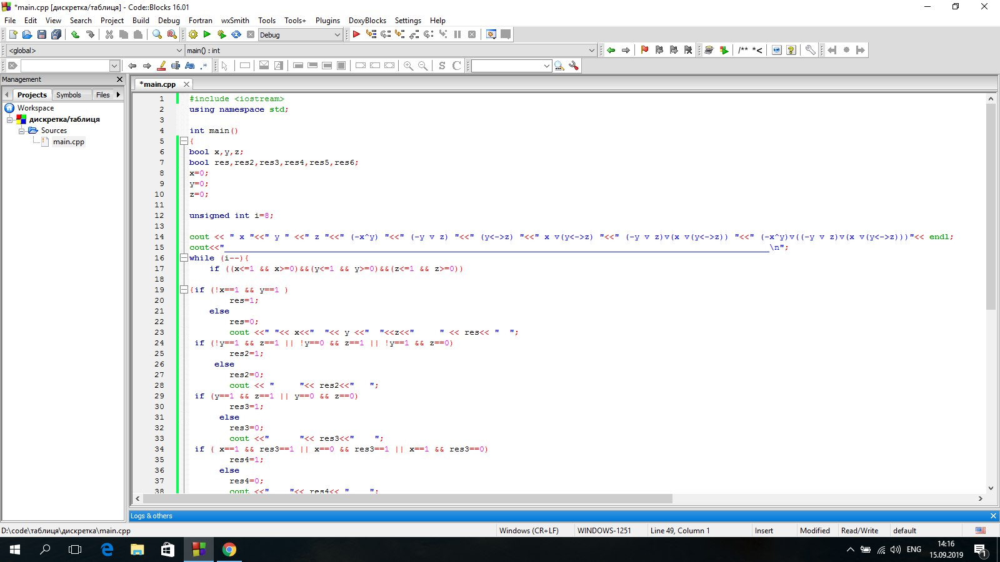 *main.cpp [дискретка/таблиця] - Code::Blocks 16.01
File Edit View Search Project Build Debug Fortran wxSmith Tools Tools+ Plugins DoxyBlocks Settings Help
Debug
<global> main() : int
/** *<
Aa .* S C
Management
*main.cpp
Projects Symbols Files
Workspace
дискретка/таблиця
Sources
main.cpp
1 #include <iostream>
2 using namespace std;
3
4 int main()
5 {
6 bool x,y,z;
7 bool res,res2,res3,res4,res5,res6;
8 x=0;
9 y=0;
10 z=0;
11
12 unsigned int i=8;
13
14 cout << " x "<<" y " <<" z "<<" (-x^y) "<<" (-y v z) "<<" (y<->z) "<<" x v(y<->z) "<<" (-y v z)v(x v(y<->z)) "<<" (-x^y)v((-y v z)v(x v(y<->z)))"<< endl;
15 cout<<"_____________________________________________________________________________________________________________\n";
16 while (i--){
17     if ((x<=1 && x>=0)&&(y<=1 && y>=0)&&(z<=1 && z>=0))
18
19 {if (!x==1 && y==1 )
20         res=1;
21     else
22         res=0;
23         cout <<" "<< x<<"  "<< y <<"  "<<z<<"     " << res<< "  ";
24  if (!y==1 && z==1 || !y==0 && z==1 || !y==1 && z==0)
25         res2=1;
26      else
27         res2=0;
28         cout << "     "<< res2<<"   ";
29  if (y==1 && z==1 || y==0 && z==0)
30         res3=1;
31       else
32         res3=0;
33         cout <<"      "<< res3<<"    ";
34  if ( x==1 && res3==1 || x==0 && res3==1 || x==1 && res3==0)
35         res4=1;
36       else
37         res4=0;
38         cout <<"    "<< res4<< "    ";
Logs & others
D:\code\таблиця\дискретка\main.cpp Windows (CR+LF) WINDOWS-1251 Line 49, Column 1 Insert Modified Read/Write default
ENG 14:16
15.09.2019
1